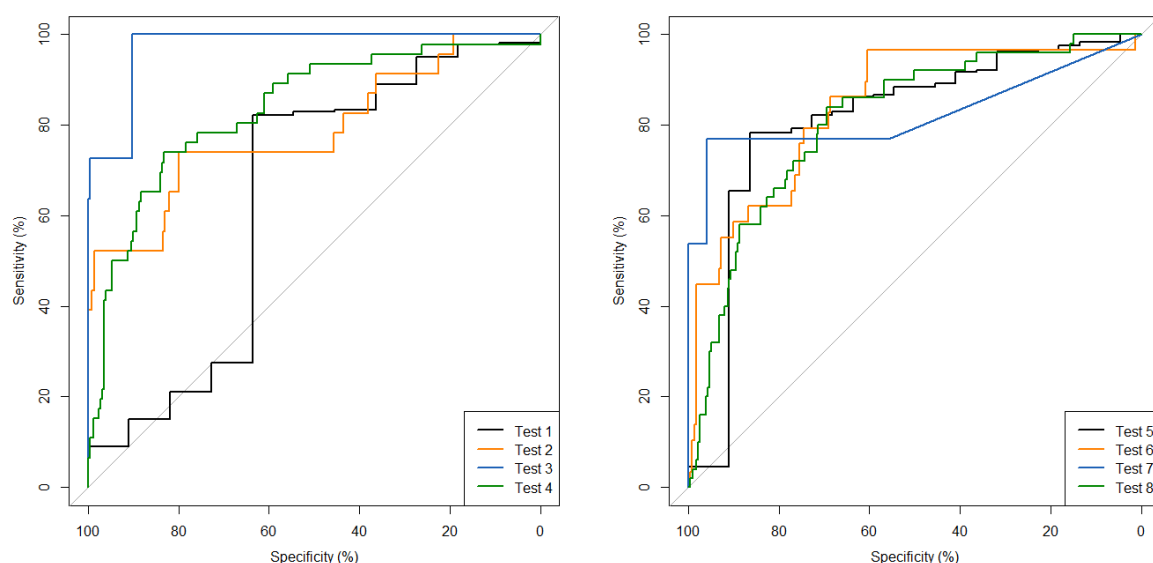 100
80
60
40
20
0
Sensitivity (%)
Test 1
Test 2
Test 3
Test 4
100 80 60 40 20 0
Specificity (%)
100
80
60
40
20
0
Sensitivity (%)
Test 5
Test 6
Test 7
Test 8
100 80 60 40 20 0
Specificity (%)